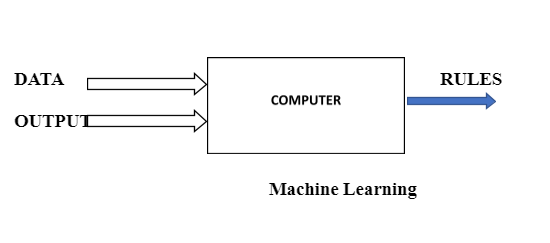 DATA
RULES
COMPUTER
OUTPUT
Machine Learning